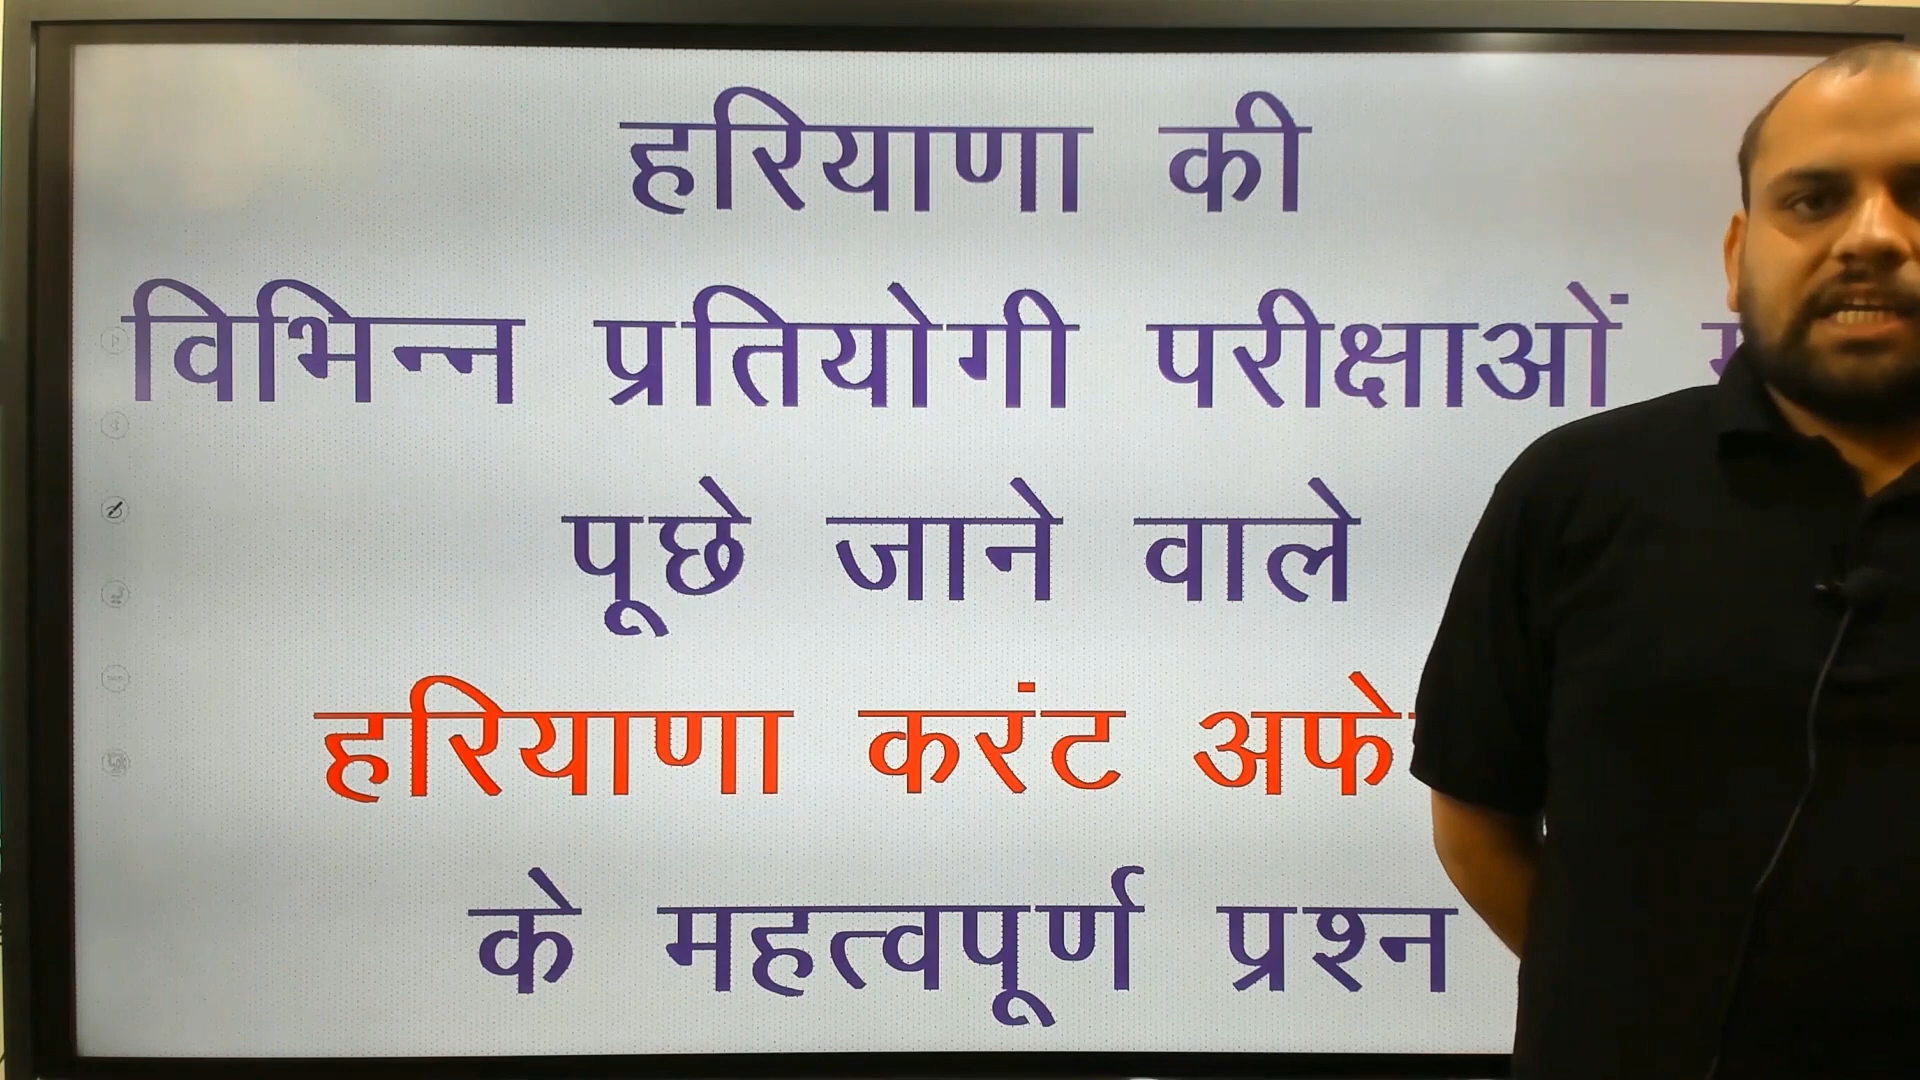 हरियाणा की
विभिन्न प्रतियोगी परीक्षाओं
पूछे जाने वाले
हरियाणा करंट
के महत्वपूर्ण प्रश्न